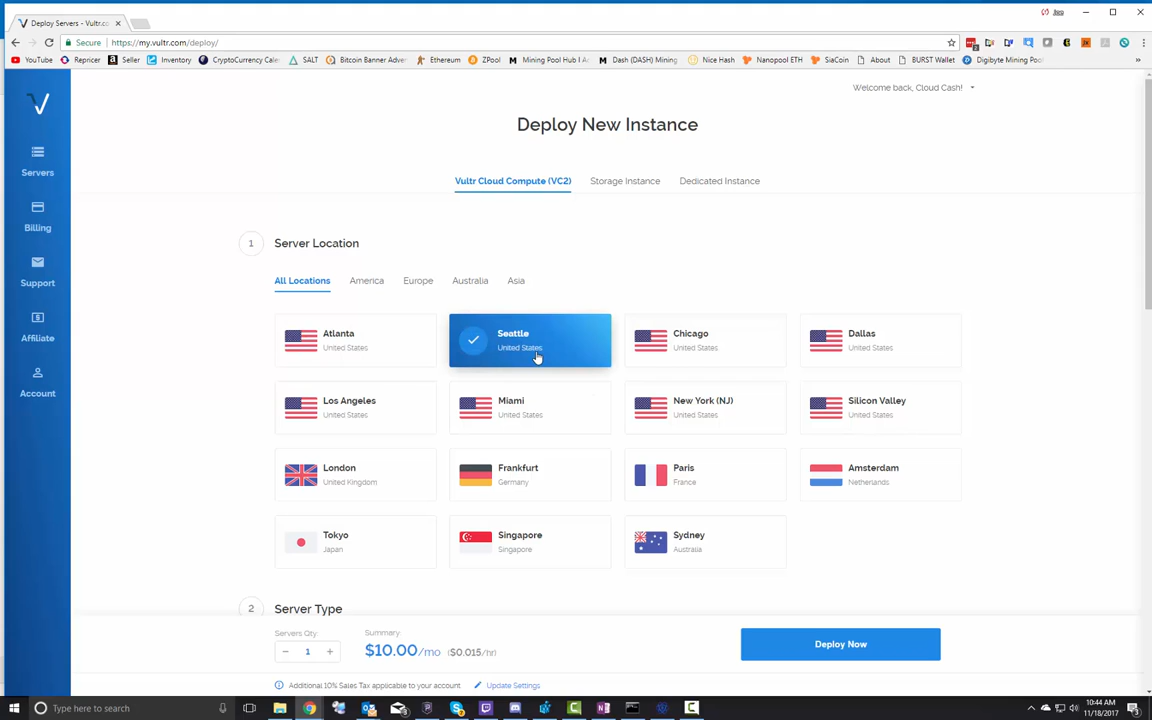 Deploy Servers - Vultr.co
Secure
https://my.vultr.com/deploy/
YouTube
Repricer
Seller
Inventory
CryptoCurrency Cale
SALT
Bitcoin Banner Adve
Ethereum
ZPool
Mining Pool Hub I A
Dash (DASH) Mining
Nice Hash
Nanopool ETH
SiaCoin
About
BURST Wallet
Digibyte Mining Poo
Welcome back, Cloud Cash!
Deploy New Instance
Vultr Cloud Compute (VC2)
Storage Instance
Dedicated Instance
Servers
Billing
Support
Affiliate
Account
1
Server Location
All Locations
America
Europe
Australia
Asia
Atlanta
United States
Seattle
United States
Chicago
United States
Dallas
United States
Los Angeles
United States
Miami
United States
New York (NJ)
United States
Silicon Valley
United States
London
United Kingdom
Frankfurt
Germany
Paris
France
Amsterdam
Netherlands
Tokyo
Japan
Singapore
Singapore
Sydney
Australia
2
Server Type
Servers Qty:
− 1 +
Summary:
$10.00/mo ($0.015/hr)
Deploy Now
Additional 10% Sales Tax applicable to your account
Update Settings
Type here to search
10:44 AM
11/18/2017